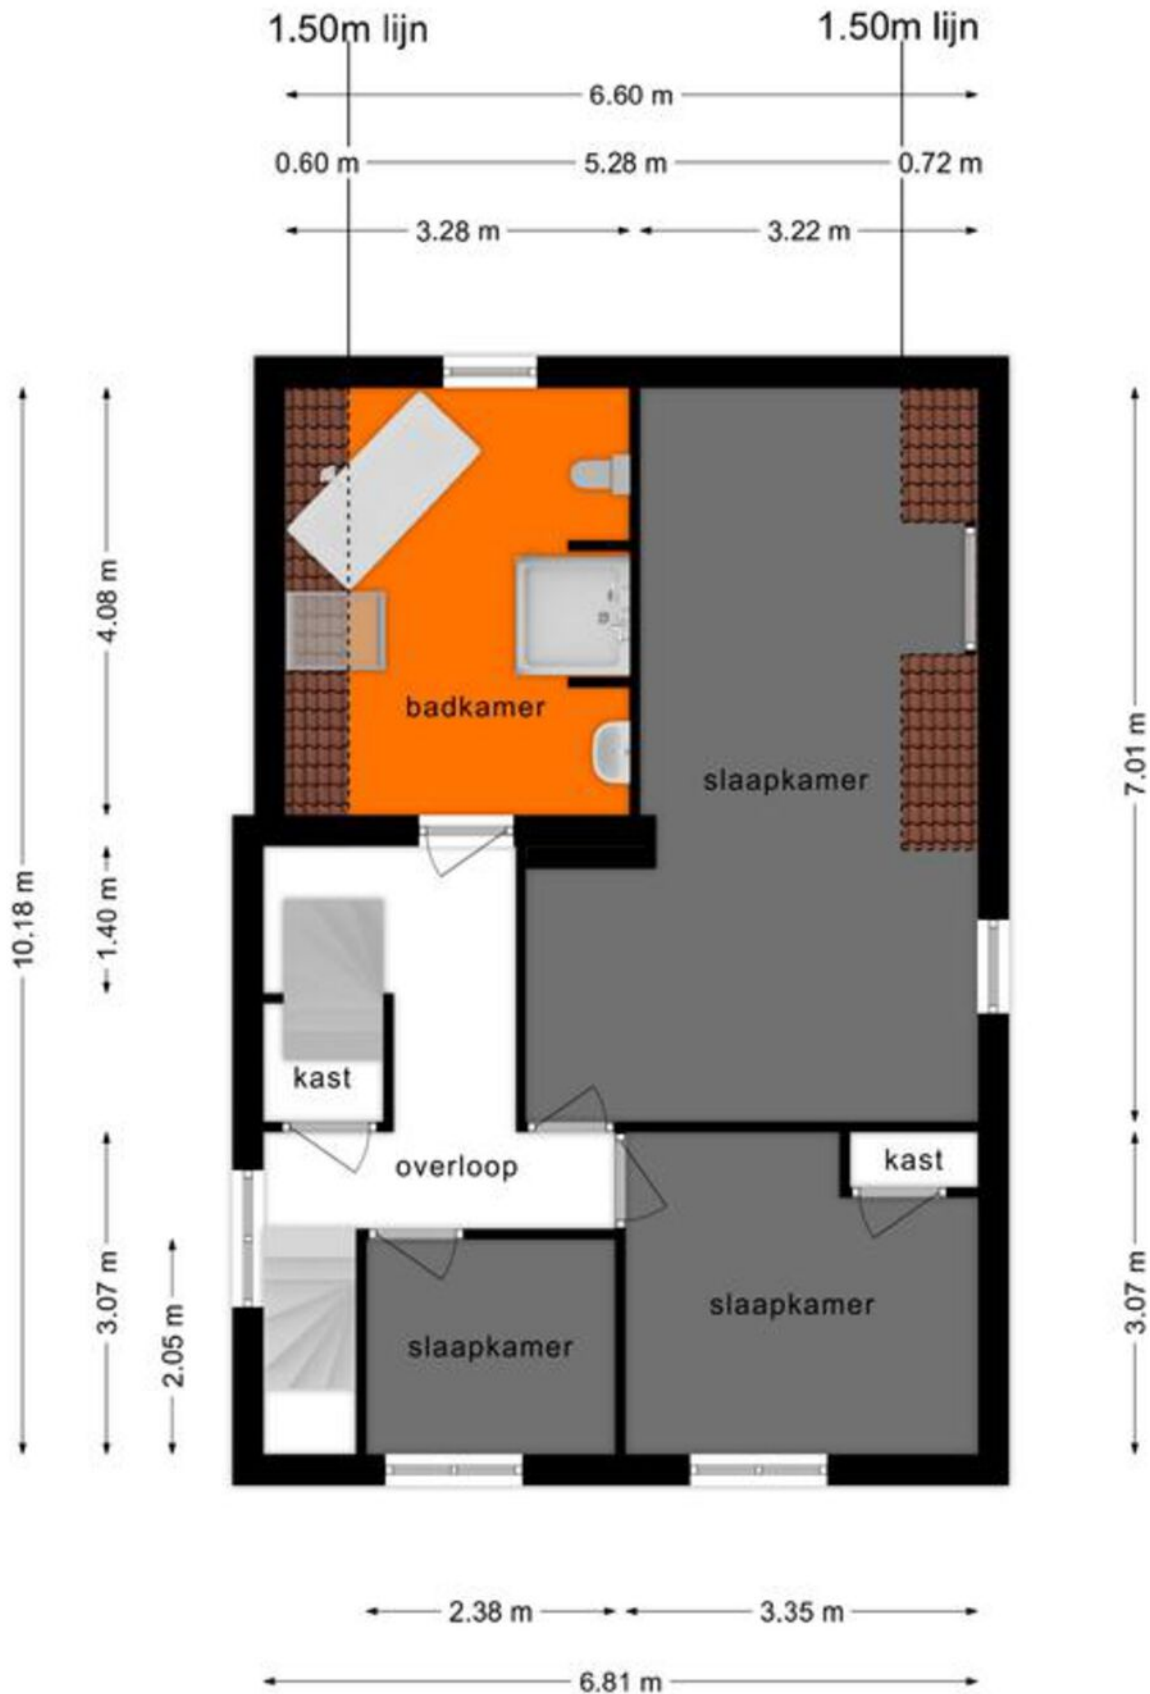 1.50m lijn
1.50m lijn
6.60 m
0.60 m
5.28 m
0.72 m
3.28 m
3.22 m
10.18 m
4.08 m
1.40 m
3.07 m
2.05 m
badkamer
slaapkamer
7.01 m
kast
overloop
kast
slaapkamer
slaapkamer
3.07 m
2.38 m
3.35 m
6.81 m